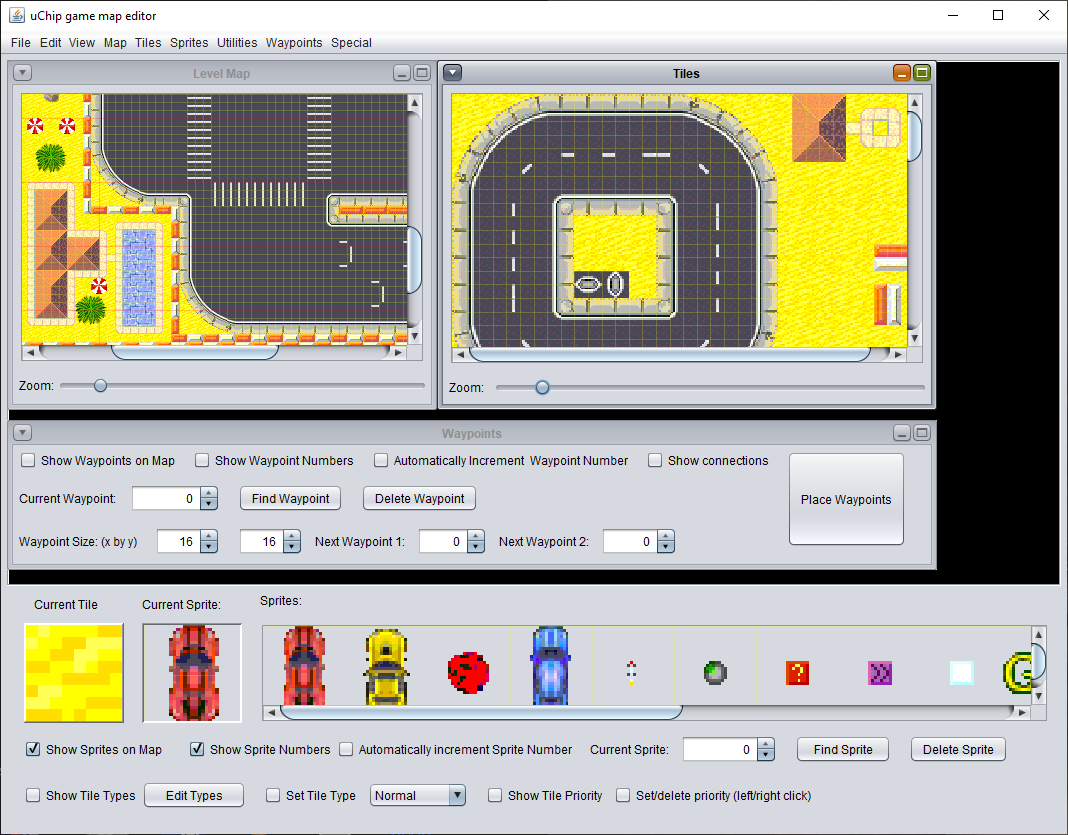 uChip game map editor
File Edit View Map Tiles Sprites Utilities Waypoints Special
Level Map
Tiles
Zoom:
Zoom:
Waypoints
Show Waypoints on Map Show Waypoint Numbers Automatically Increment Waypoint Number Show connections
Current Waypoint: 0 Find Waypoint Delete Waypoint
Place Waypoints
Waypoint Size: (x by y) 16 16 Next Waypoint 1: 0 Next Waypoint 2: 0
Current Tile Current Sprite: Sprites:
?
G
Show Sprites on Map Show Sprite Numbers Automatically increment Sprite Number Current Sprite: 0 Find Sprite Delete Sprite
Show Tile Types Edit Types Set Tile Type Normal Show Tile Priority Set/delete priority (left/right click)